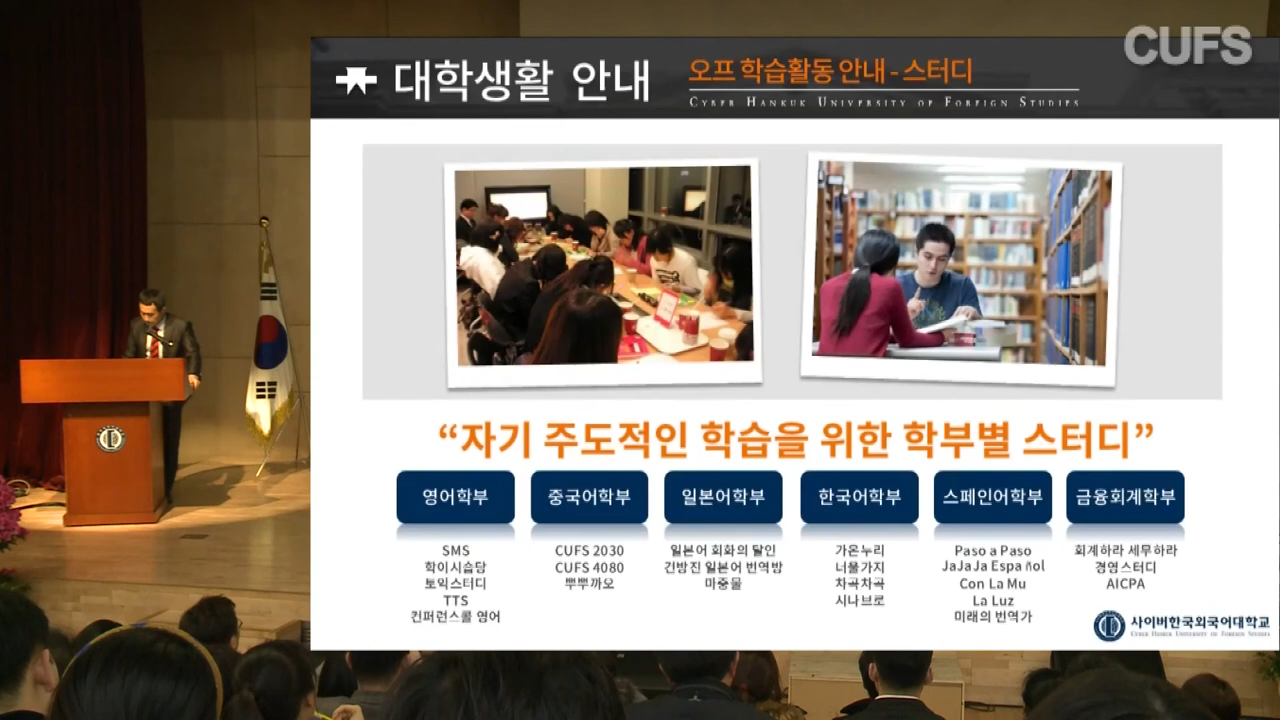 CUFS
대학생활 안내
오프 학습활동 안내 - 스터디
CYBER HANKUK UNIVERSITY OF FOREIGN STUDIES
“자기 주도적인 학습을 위한 학부별 스터디”
영어학부
SMS
학이시습당
토익스터디
TTS
컨퍼런스콜 영어
중국어학부
CUFS 2030
CUFS 4080
뿌뿌까오
일본어학부
일본어 회화의 달인
건방진 일본어 번역방
마중물
한국어학부
가온누리
너울가지
차곡차곡
시나브로
스페인어학부
Paso a Paso
JaJaJa Español
Con La Mu
La Luz
미래의 번역가
금융회계학부
회계하라 세무하라
경영스터디
AICPA
사이버한국외국어대학교
CYBER HANKUK UNIVERSITY OF FOREIGN STUDIES